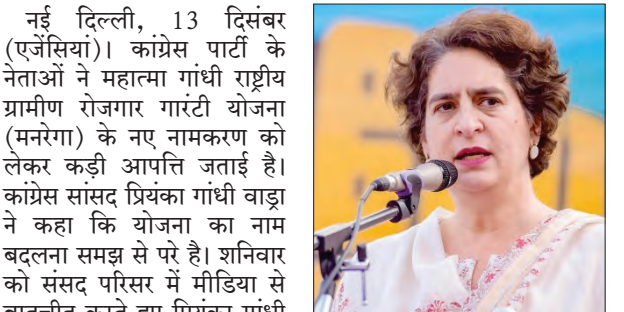 नई दिल्ली, 13 दिसंबर
(एजेंसियां)। कांग्रेस पार्टी के
नेताओं ने महात्मा गांधी राष्ट्रीय
ग्रामीण रोजगार गारंटी योजना
(मनरेगा) के नए नामकरण को
लेकर कड़ी आपत्ति जताई है।
कांग्रेस सांसद प्रियंका गांधी वाड्रा
ने कहा कि योजना का नाम
बदलना समझ से परे है। शनिवार
को संसद परिसर में मीडिया से